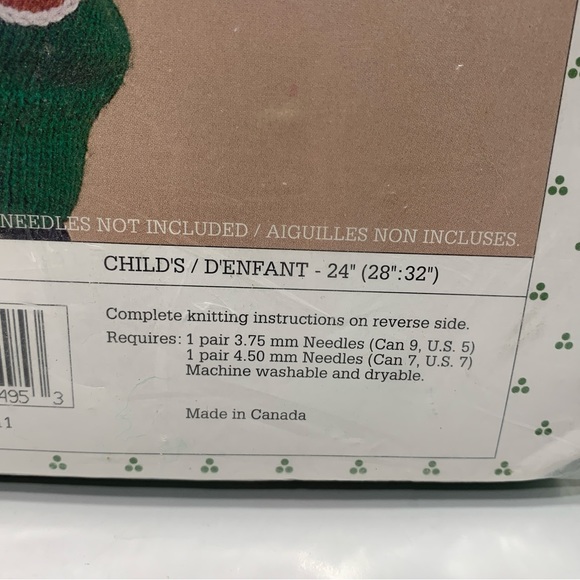 NEEDLES NOT INCLUDED / AIGUILLES NON INCLUSES.
CHILD'S / D'ENFANT - 24" (28":32")
Complete knitting instructions on reverse side.
Requires: 1 pair 3.75 mm Needles (Can 9, U.S. 5)
1 pair 4.50 mm Needles (Can 7, U.S. 7)
Machine washable and dryable.
495 3
Made in Canada